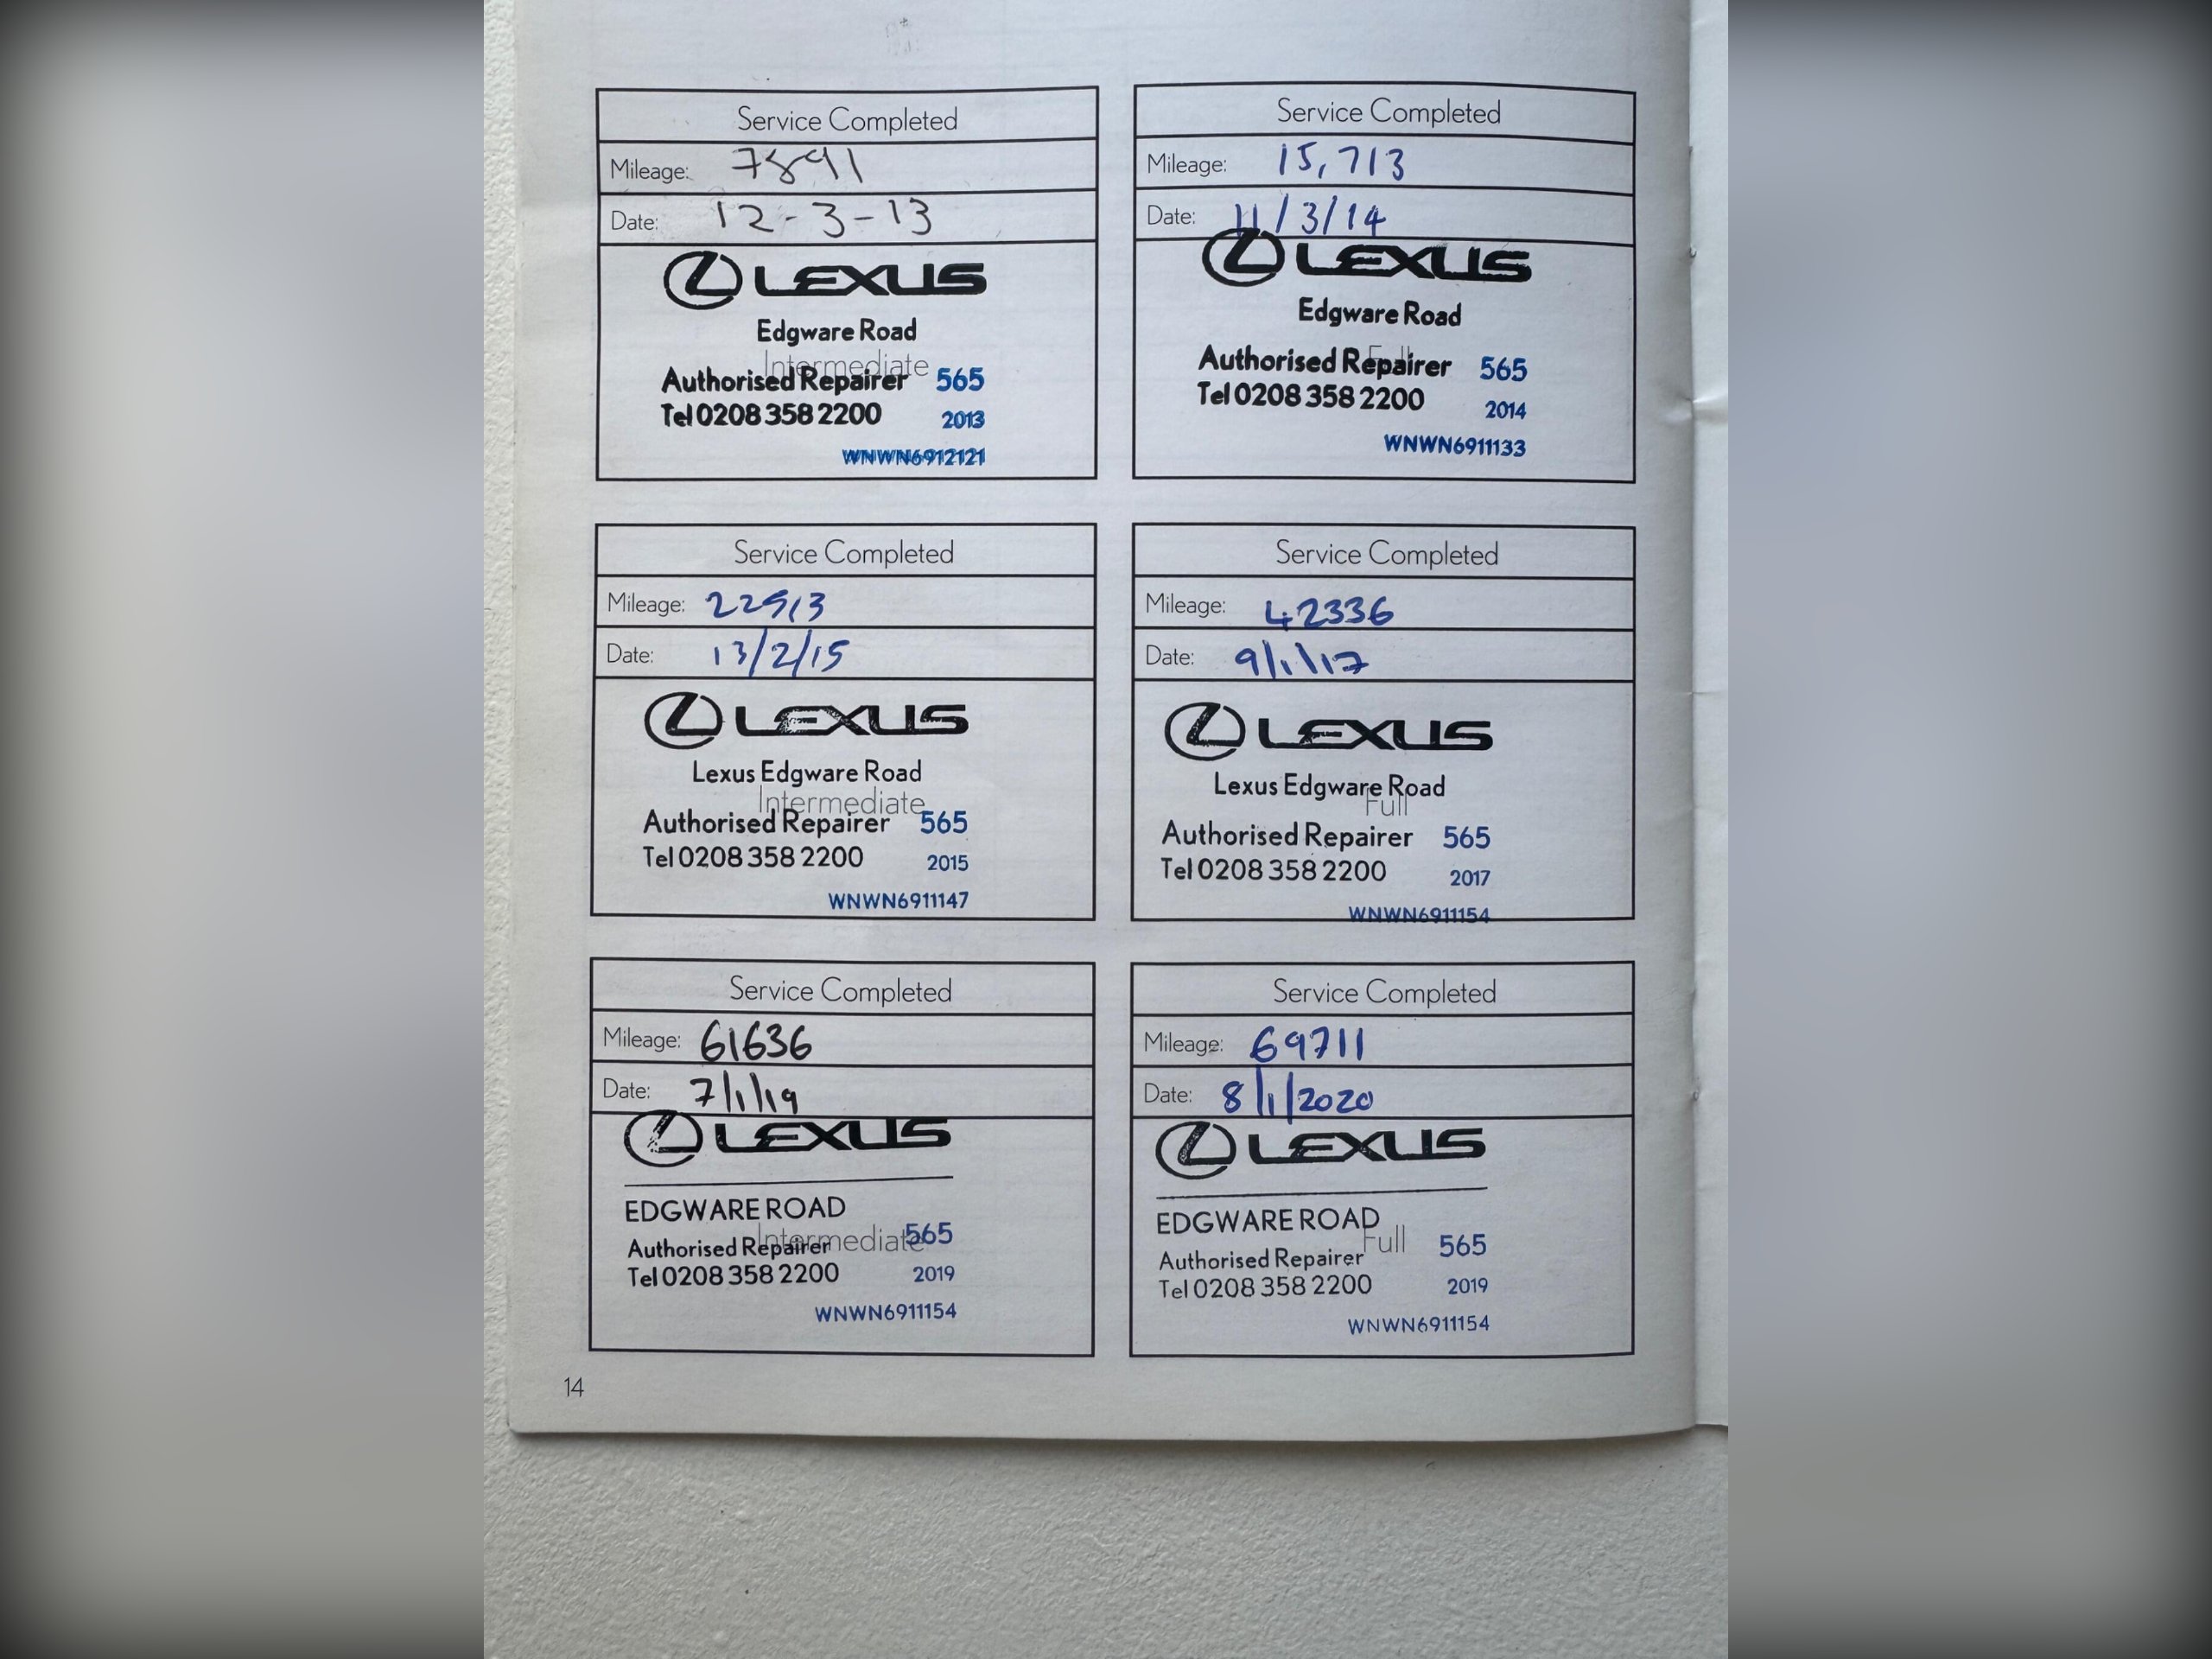 Service Completed
Mileage: 7891
Date: 12-3-13
LEXUS
Edgware Road
Intermediate
Authorised Repairer 565
Tel 0208 358 2200 2013
WNWN6912121
Service Completed
Mileage: 15,713
Date: 11/3/14
LEXUS
Edgware Road
Full
Authorised Repairer 565
Tel 0208 358 2200 2014
WNWN6911133
Service Completed
Mileage: 22913
Date: 13/2/15
LEXUS
Lexus Edgware Road
Intermediate
Authorised Repairer 565
Tel 0208 358 2200 2015
WNWN6911147
Service Completed
Mileage: 42336
Date: 9/1/17
LEXUS
Lexus Edgware Road
Full
Authorised Repairer 565
Tel 0208 358 2200 2017
WNWN6911154
Service Completed
Mileage: 61636
Date: 7/1/19
LEXUS
EDGWARE ROAD
Intermediate 565
Authorised Repairer
Tel 0208 358 2200 2019
WNWN6911154
Service Completed
Mileage: 69711
Date: 8/1/2020
LEXUS
EDGWARE ROAD
Full 565
Authorised Repairer
Tel 0208 358 2200 2019
WNWN6911154
14